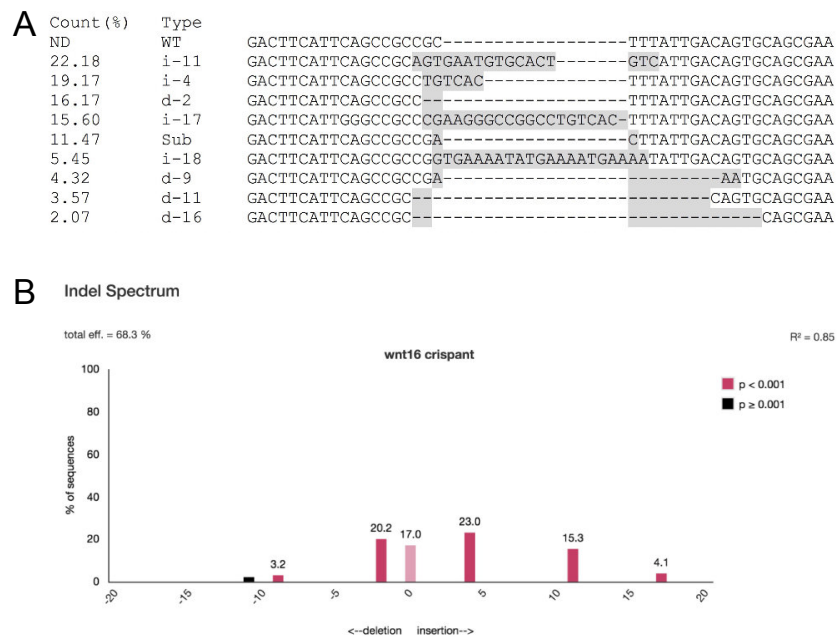 A
Count(%) Type
ND WT GACTTCATTCAGCCGCCGC------------------TTTATTGACAGTGCAGCGAA
22.18 i-11 GACTTCATTCAGCCGCAGTGAATGTGCACT-------GTCATTGACAGTGCAGCGAA
19.17 i-4 GACTTCATTCAGCCGCCTGTCAC--------------TTTATTGACAGTGCAGCGAA
16.17 d-2 GACTTCATTCAGCCGCC--------------------TTTATTGACAGTGCAGCGAA
15.60 i-17 GACTTCATTGGGCCGCCCGAAGGGCCGGCCTGTCAC-TTTATTGACAGTGCAGCGAA
11.47 Sub GACTTCATTCAGCCGCCGA------------------CTTATTGACAGTGCAGCGAA
5.45 i-18 GACTTCATTCAGCCGCCGGTGAAAATATGAAAATGAAAATATTGACAGTGCAGCGAA
4.32 d-9 GACTTCATTCAGCCGCCGA---------------------------AATGCAGCGAA
3.57 d-11 GACTTCATTCAGCCGC-----------------------------CAGTGCAGCGAA
2.07 d-16 GACTTCATTCAGCCGC----------------------------------CAGCGAA
B
Indel Spectrum
total eff. = 68.3 %
R² = 0.85
wnt16 crispant
p < 0.001
p ≥ 0.001
% of sequences
100
80
60
40
20
0
3.2
20.2
17.0
23.0
15.3
4.1
-20
-15
-10
-5
0
5
10
15
20
<--deletion insertion-->